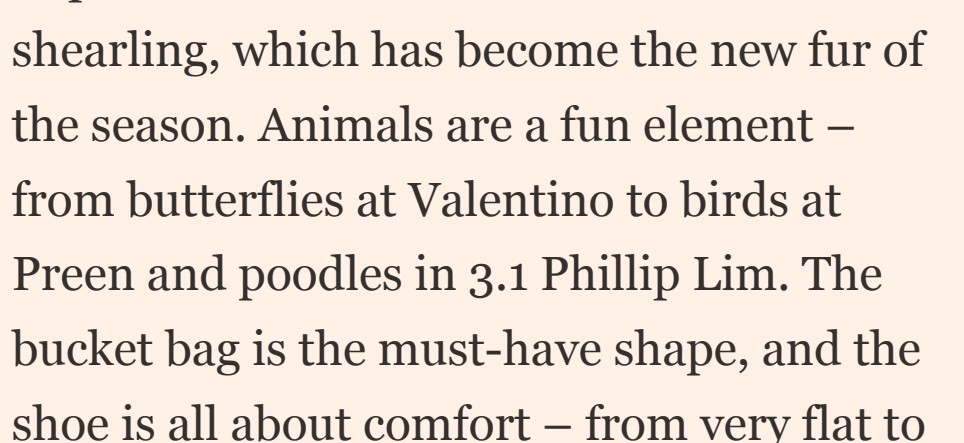 shearling, which has become the new fur of
the season. Animals are a fun element –
from butterflies at Valentino to birds at
Preen and poodles in 3.1 Phillip Lim. The
bucket bag is the must-have shape, and the
shoe is all about comfort – from very flat to